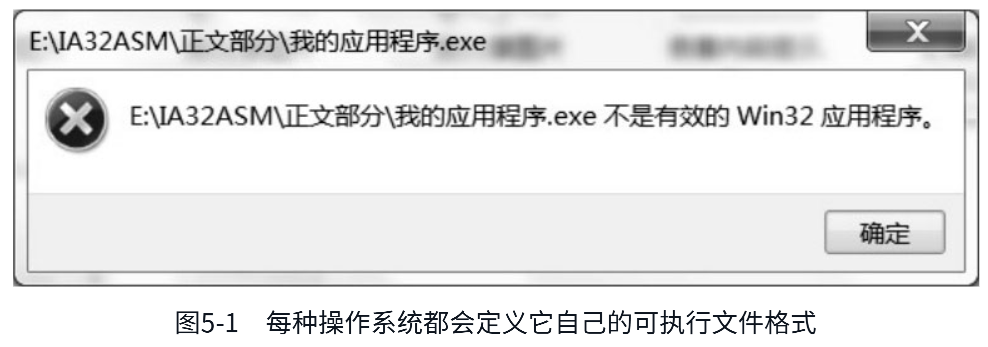 E:\IA32ASM\正文部分\我的应用程序.exe
E:\IA32ASM\正文部分\我的应用程序.exe 不是有效的 Win32 应用程序。
确定
图5-1 每种操作系统都会定义它自己的可执行文件格式